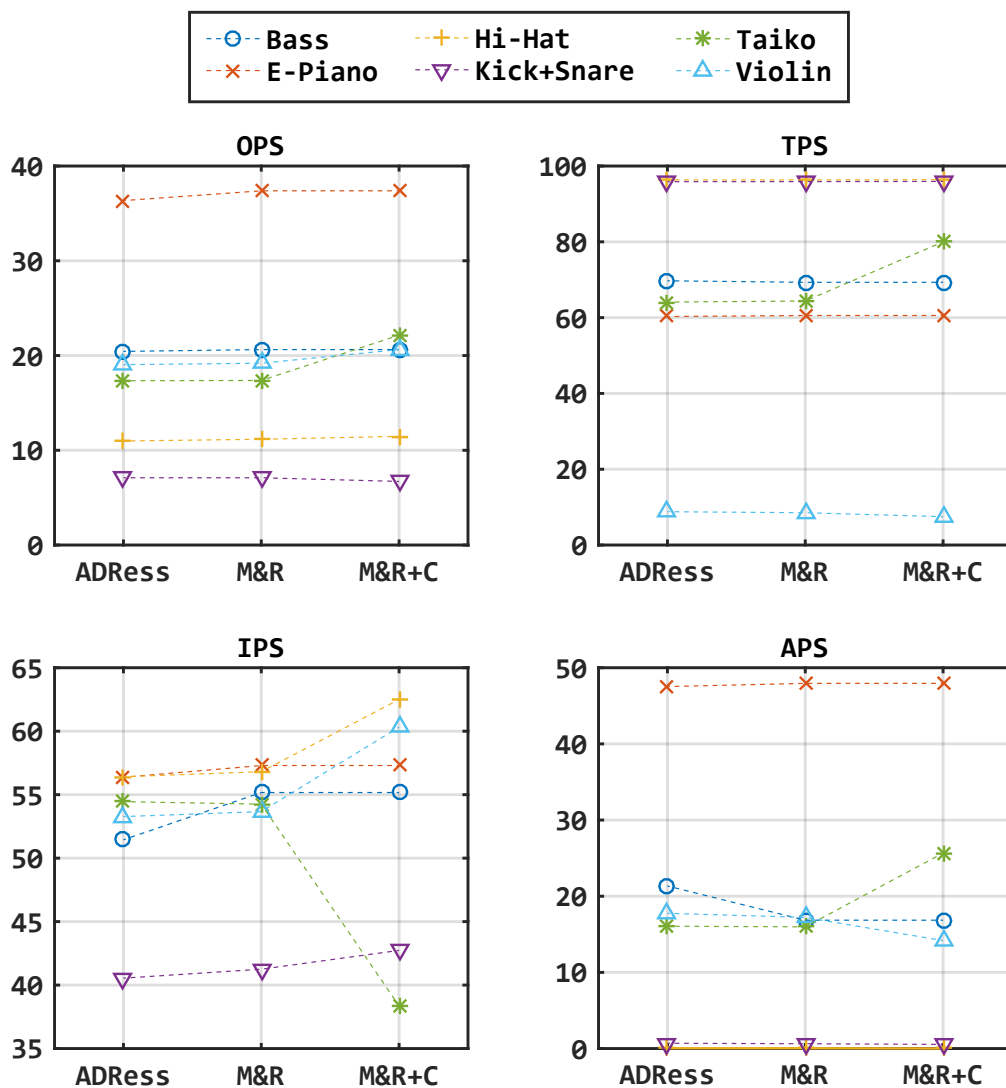 Bass Hi-Hat Taiko
E-Piano Kick+Snare Violin
OPS
40
30
20
10
0
ADRess M&R M&R+C
TPS
100
80
60
40
20
0
ADRess M&R M&R+C
IPS
65
60
55
50
45
40
35
ADRess M&R M&R+C
APS
50
40
30
20
10
0
ADRess M&R M&R+C